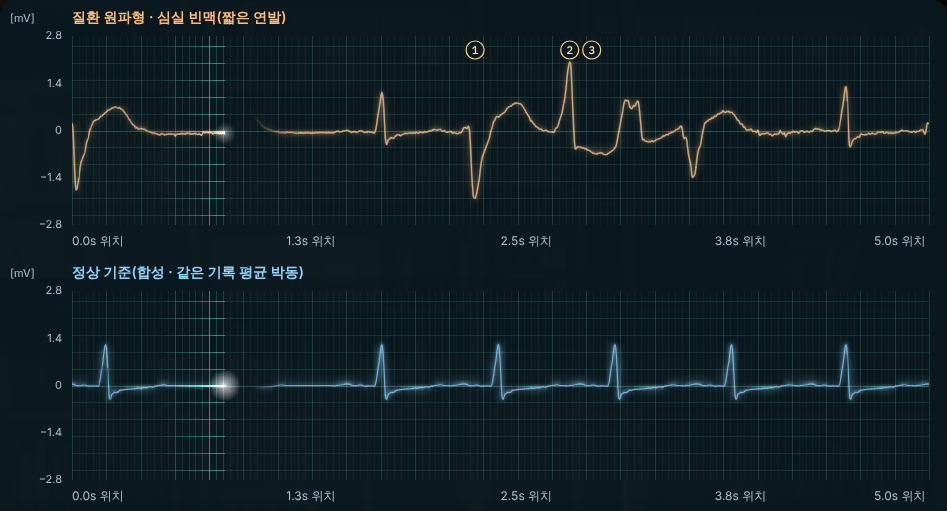 [mV]
질환 원파형 · 심실 빈맥(짧은 연발)
2.8
1.4
0
−1.4
−2.8
1
2
3
0.0s 위치
1.3s 위치
2.5s 위치
3.8s 위치
5.0s 위치
[mV]
정상 기준(합성 · 같은 기록 평균 박동)
2.8
1.4
0
−1.4
−2.8
0.0s 위치
1.3s 위치
2.5s 위치
3.8s 위치
5.0s 위치